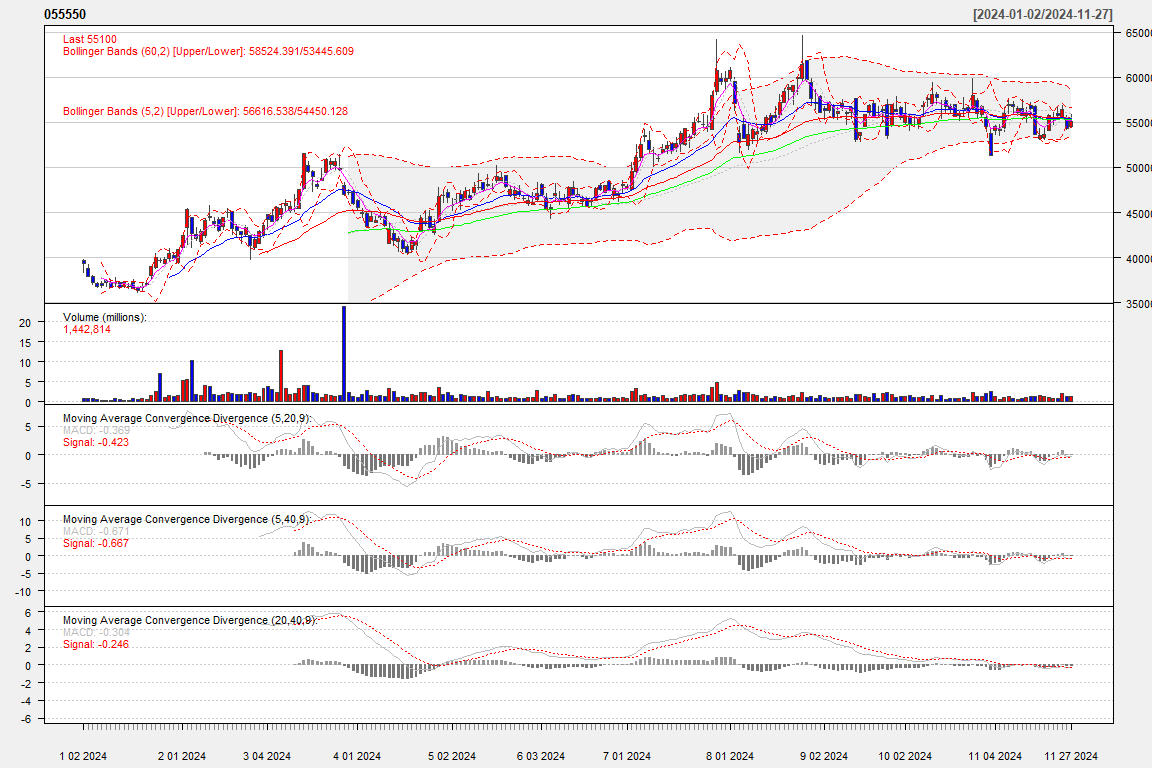 055550 [2024-01-02/2024-11-27]
Last 55100
Bollinger Bands (60,2) [Upper/Lower]: 58524.391/53445.609
Bollinger Bands (5,2) [Upper/Lower]: 56616.538/54450.128
65000
60000
55000
50000
45000
40000
35000
Volume (millions):
1,442,814
20
15
10
5
0
Moving Average Convergence Divergence (5,20,9):
MACD: -0.369
Signal: -0.423
5
0
-5
Moving Average Convergence Divergence (5,40,9):
MACD: -0.671
Signal: -0.667
10
5
0
-5
-10
Moving Average Convergence Divergence (20,40,9):
MACD: -0.304
Signal: -0.246
6
4
2
0
-2
-4
-6
1 02 2024 2 01 2024 3 04 2024 4 01 2024 5 02 2024 6 03 2024 7 01 2024 8 01 2024 9 02 2024 10 02 2024 11 04 2024 11 27 2024